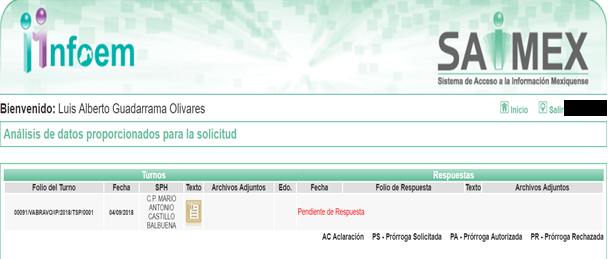 infoem
SAIMEX
Sistema de Acceso a la Información Mexiquense
Bienvenido: Luis Alberto Guadarrama Olivares
Inicio Salir
Análisis de datos proporcionados para la solicitud
Turnos Respuestas
Folio del Turno Fecha SPH Texto Archivos Adjuntos Edo. Fecha Folio de Respuesta Texto Archivos Adjuntos
00091/VABRAVO/IP/2018/TSP/0001 04/09/2018 C.P. MARIO ANTONIO CASTILLO BALBUENA Pendiente de Respuesta
AC Aclaración PS - Prórroga Solicitada PA - Prórroga Autorizada PR - Prórroga Rechazada